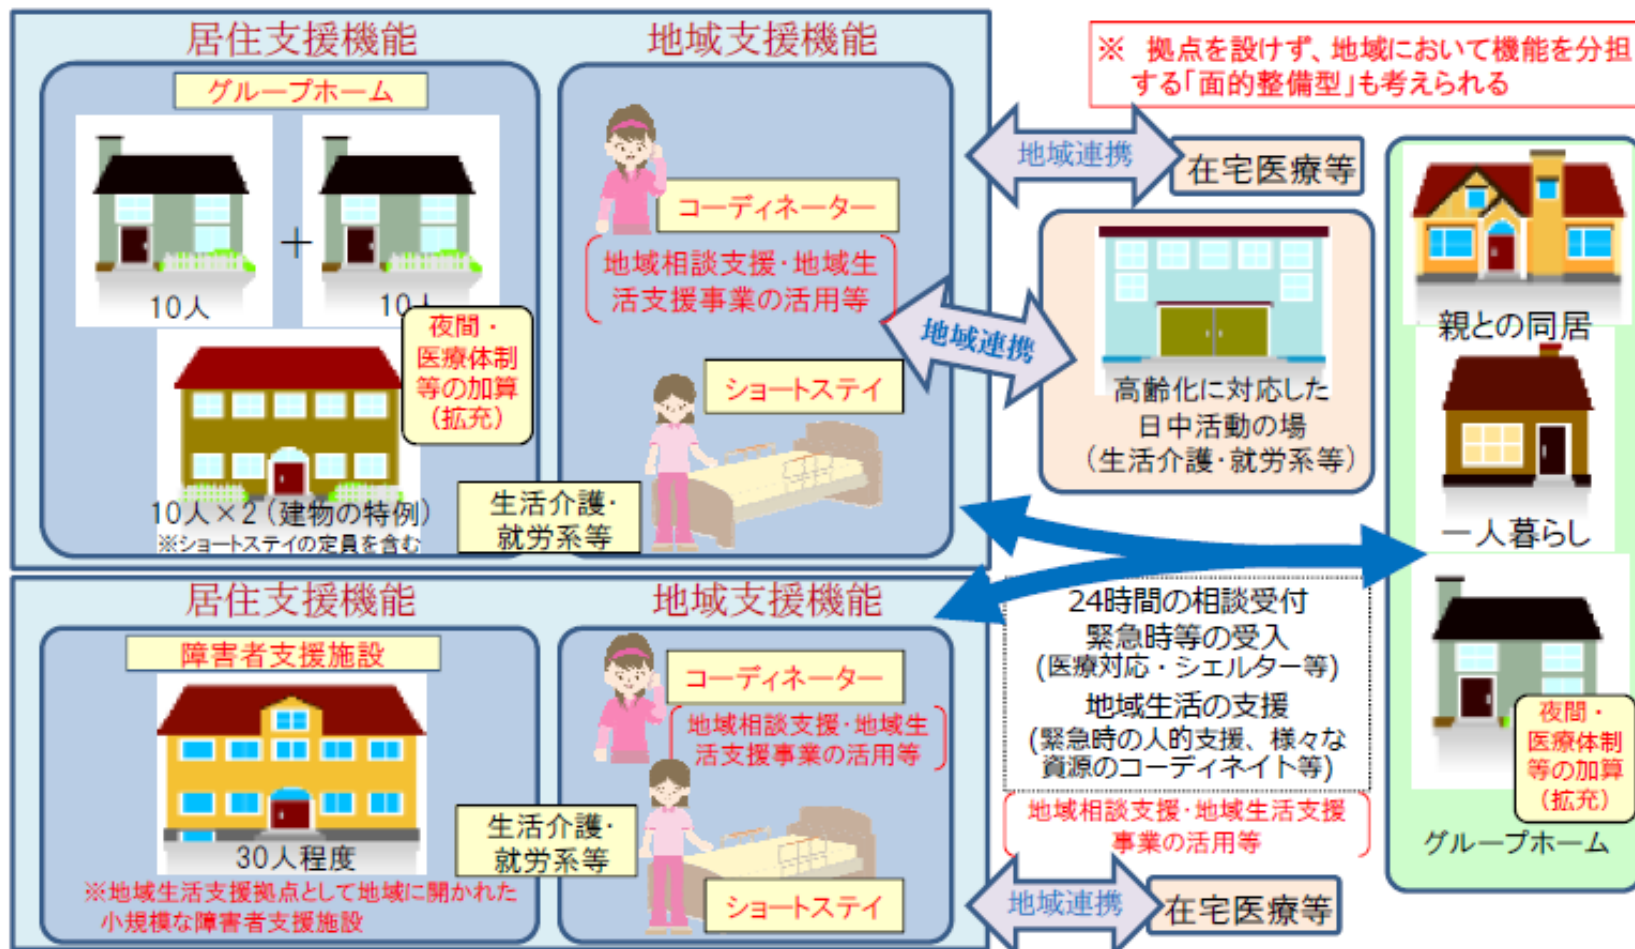 居住支援機能
地域支援機能
グループホーム
10人
+
10人
夜間・
医療体制
等の加算
(拡充)
10人×2(建物の特例)
※ショートステイの定員を含む
コーディネーター
地域相談支援・地域生
活支援事業の活用等
ショートステイ
生活介護・
就労系等
※ 拠点を設けず、地域において機能を分担
する「面的整備型」も考えられる
地域連携
在宅医療等
地域連携
高齢化に対応した
日中活動の場
(生活介護・就労系等)
親との同居
一人暮らし
夜間・
医療体制
等の加算
(拡充)
グループホーム
居住支援機能
地域支援機能
障害者支援施設
30人程度
※地域生活支援拠点として地域に開かれた
小規模な障害者支援施設
コーディネーター
地域相談支援・地域生
活支援事業の活用等
生活介護・
就労系等
ショートステイ
24時間の相談受付
緊急時等の受入
(医療対応・シェルター等)
地域生活の支援
(緊急時の人的支援、様々な
資源のコーディネイト等)
地域相談支援・地域生活支援
事業の活用等
地域連携
在宅医療等